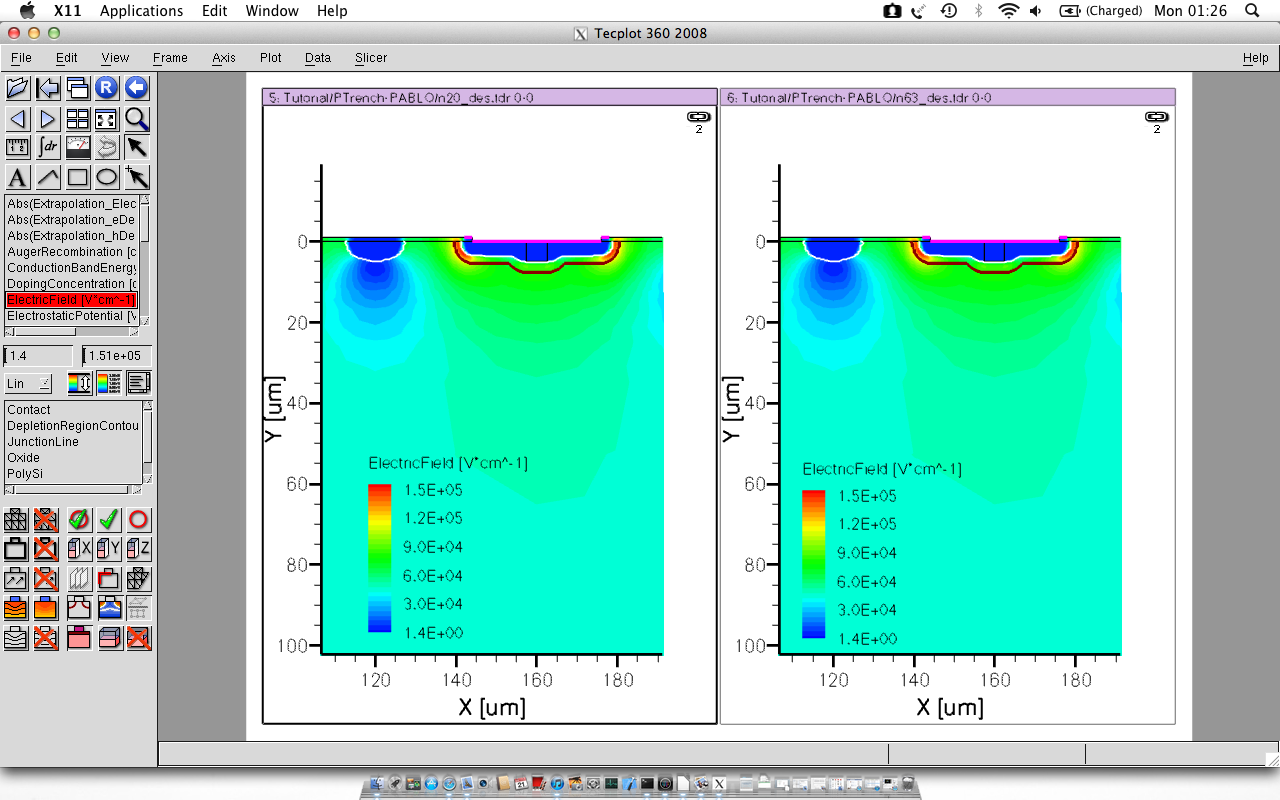 X11 Applications Edit Window Help (Charged) Mon 01:26
Tecplot 360 2008
File Edit View Frame Axis Plot Data Slicer Help
R
1 2 ∫dr
A
Abs(Extrapolation_Elec
Abs(Extrapolation_eDe
Abs(Extrapolation_hDe
AugerRecombination [c
ConductionBandEnergy
DopingConcentration [c
ElectricField [V*cm^-1]
ElectrostaticPotential [V
1.4 1.51e+05
Lin
Contact
DepletonRegionContou
JunctionLine
Oxide
PolySi
X Y Z
5: Tutorial/PTrench-PABLO/n20_des.tdr 0-0
2
0
20
40
60
80
100
Y [um]
ElectricField [V*cm^-1]
1.5E+05
1.2E+05
9.0E+04
6.0E+04
3.0E+04
1.4E+00
120 140 160 180
X [um]
6: Tutorial/PTrench-PABLO/n63_des.tdr 0-0
2
0
20
40
60
80
100
Y [um]
ElectricField [V*cm^-1]
1.5E+05
1.2E+05
9.0E+04
6.0E+04
3.0E+04
1.4E+00
120 140 160 180
X [um]
21
X